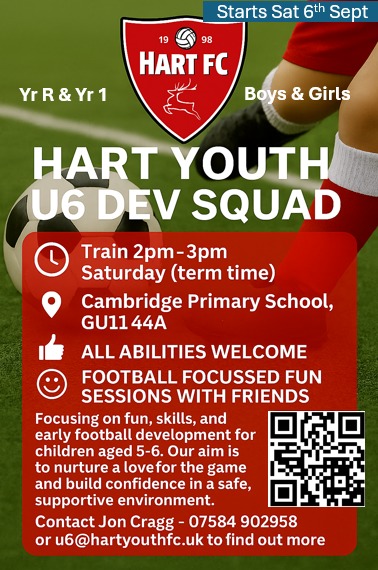 Starts Sat 6th Sept
19 98
HART FC
Yr R & Yr 1
Boys & Girls
HART YOUTH
U6 DEV SQUAD
Train 2pm-3pm
Saturday (term time)
Cambridge Primary School,
GU11 44A
ALL ABILITIES WELCOME
FOOTBALL FOCUSSED FUN
SESSIONS WITH FRIENDS
Focusing on fun, skills, and
early football development for
children aged 5-6. Our aim is
to nurture a love for the game
and build confidence in a safe,
supportive environment.
Contact Jon Cragg - 07584 902958
or u6@hartyouthfc.uk to find out more